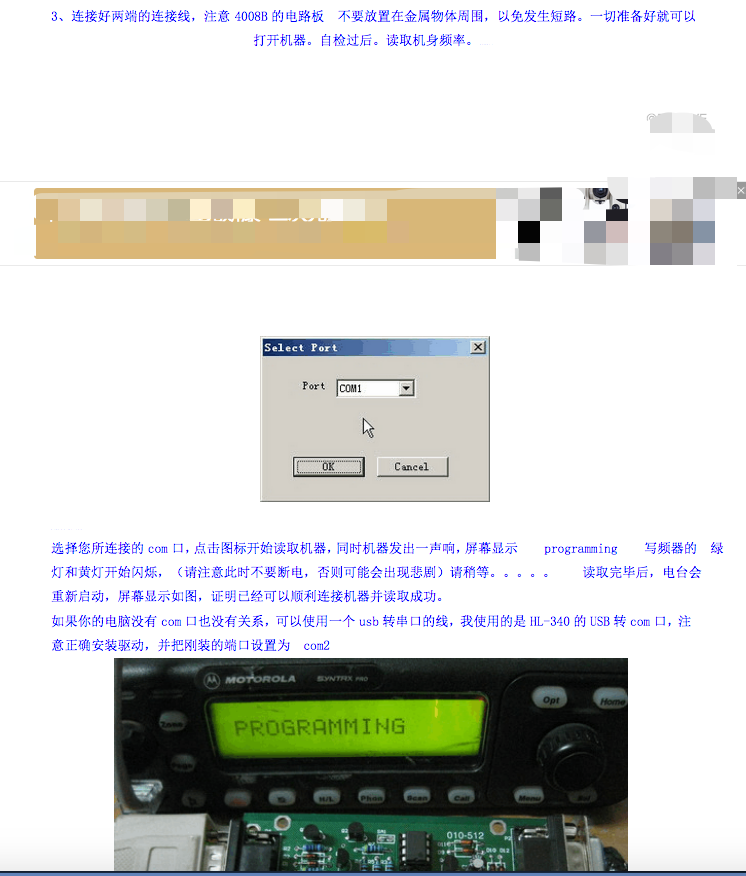 3、连接好两端的连接线，注意 4008B 的电路板　不要放置在金属物体周围，以免发生短路。一切准备好就可以
打开机器。自检过后。读取机身频率。
Select Port
Port COM1
OK Cancel
选择您所连接的 com 口，点击图标开始读取机器，同时机器发出一声响，屏幕显示　programming　写频器的　绿
灯和黄灯开始闪烁，（请注意此时不要断电，否则可能会出现悲剧）请稍等。。。。。　读取完毕后，电台会
重新启动，屏幕显示如图，证明已经可以顺利连接机器并读取成功。
如果你的电脑没有 com 口也没有关系，可以使用一个 usb 转串口的线，我使用的是 HL-340 的 USB 转 com 口，注
意正确安装驱动，并把刚装的端口设置为　com2
MOTOROLA SYNTRX PRO
Opt Home
PROGRAMMING
Zone
H/L Phon Scan Call Menu
010-512